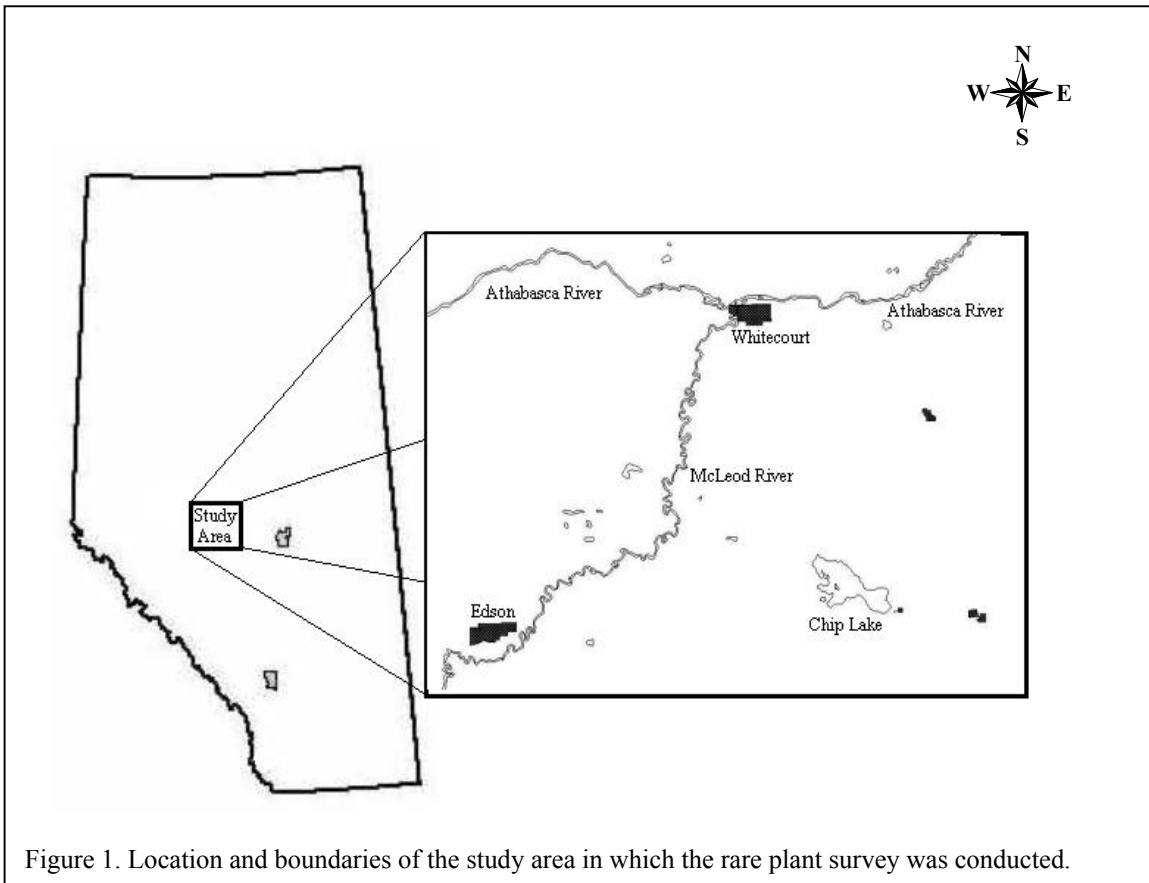 N
W E
S
Study
Area
Athabasca River
Athabasca River
Whitecourt
McLeod River
Edson
Chip Lake
Figure 1. Location and boundaries of the study area in which the rare plant survey was conducted.